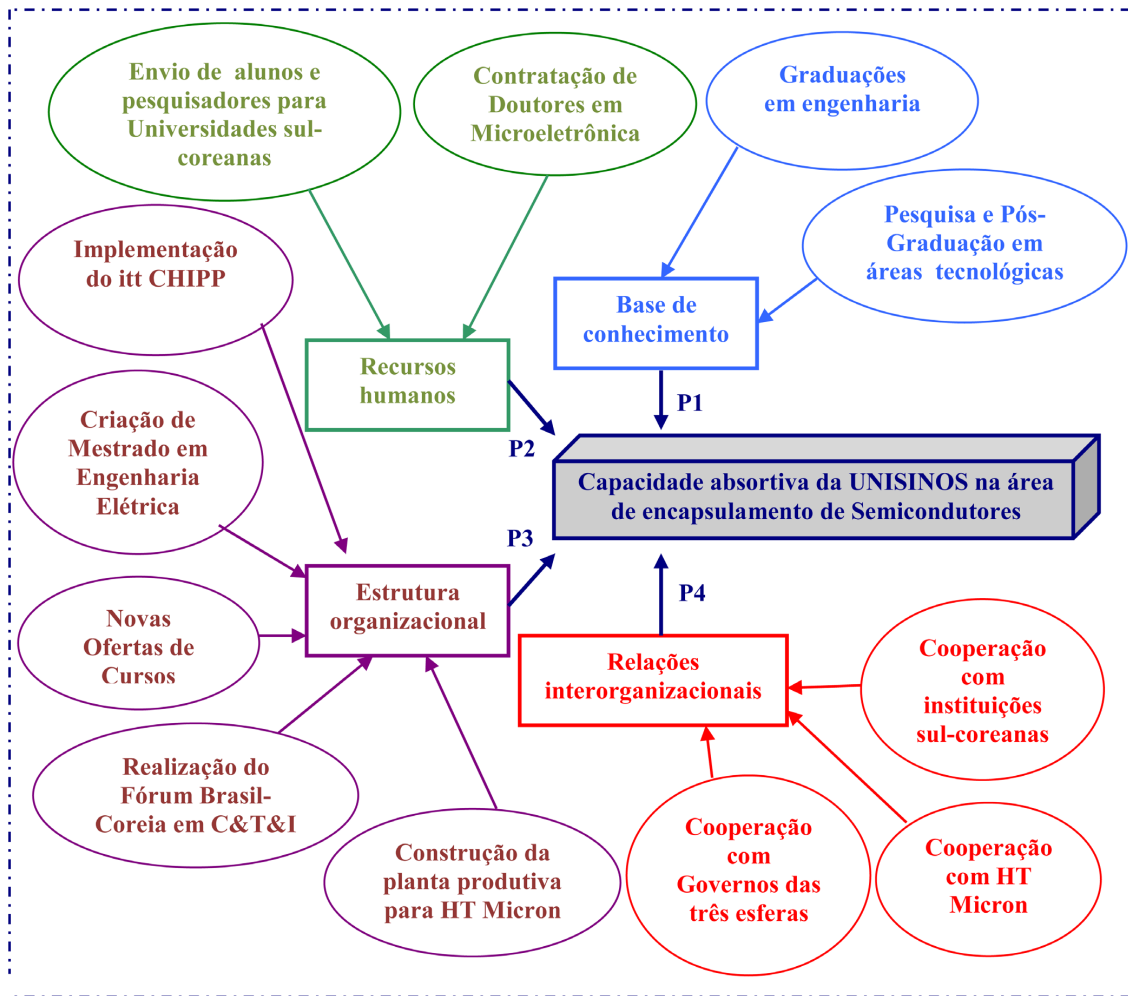 Envio de alunos e
pesquisadores para
Universidades sul-
coreanas
Contratação de
Doutores em
Microeletrônica
Graduações
em engenharia
Pesquisa e Pós-
Graduação em
áreas tecnológicas
Implementação
do itt CHIPP
Base de
conhecimento
Recursos
humanos
P1
P2
Criação de
Mestrado em
Engenharia
Elétrica
Capacidade absortiva da UNISINOS na área
de encapsulamento de Semicondutores
P3
P4
Estrutura
organizacional
Novas
Ofertas de
Cursos
Relações
interorganizacionais
Cooperação
com
instituições
sul-coreanas
Realização do
Fórum Brasil-
Coreia em C&T&I
Construção da
planta produtiva
para HT Micron
Cooperação
com
Governos das
três esferas
Cooperação
com HT
Micron